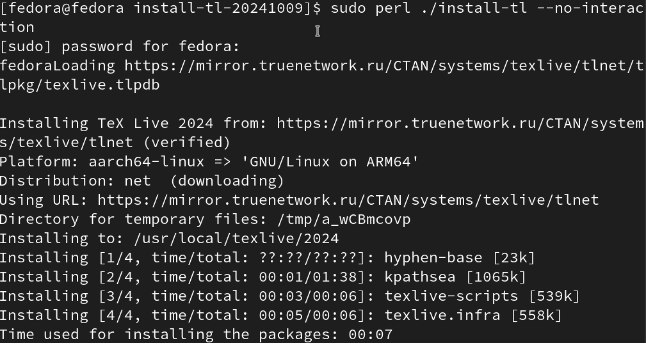 [fedora@fedora install-tl-20241009]$ sudo perl ./install-tl --no-interac
tion
[sudo] password for fedora:
fedoraLoading https://mirror.truenetwork.ru/CTAN/systems/texlive/tlnet/t
lpkg/texlive.tlpdb

Installing TeX Live 2024 from: https://mirror.truenetwork.ru/CTAN/system
s/texlive/tlnet (verified)
Platform: aarch64-linux => 'GNU/Linux on ARM64'
Distribution: net  (downloading)
Using URL: https://mirror.truenetwork.ru/CTAN/systems/texlive/tlnet
Directory for temporary files: /tmp/a_wCBmcovp
Installing to: /usr/local/texlive/2024
Installing [1/4, time/total: ??:??/??:??]: hyphen-base [23k]
Installing [2/4, time/total: 00:01/01:38]: kpathsea [1065k]
Installing [3/4, time/total: 00:03/00:06]: texlive-scripts [539k]
Installing [4/4, time/total: 00:05/00:06]: texlive.infra [558k]
Time used for installing the packages: 00:07